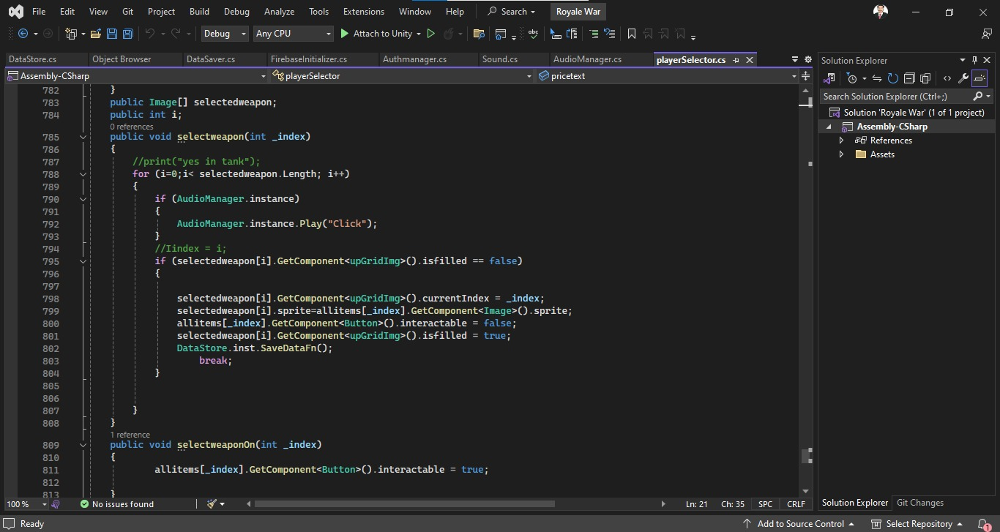 File Edit View Git Project Build Debug Analyze Tools Extensions Window Help Search Royale War
Debug Any CPU Attach to Unity abc
DataStore.cs Object Browser DataSaver.cs FirebaseInitializer.cs Authmanager.cs Sound.cs AudioManager.cs playerSelector.cs
Assembly-CSharp playerSelector pricetext
782 }
783 public Image[] selectedweapon;
784 public int i;
0 references
785 public void selectweapon(int _index)
786 {
787 //print("yes in tank");
788 for (i=0;i< selectedweapon.Length; i++)
789 {
790 if (AudioManager.instance)
791 {
792 AudioManager.instance.Play("Click");
793 }
794 //Iindex = i;
795 if (selectedweapon[i].GetComponent<upGridImg>().isfilled == false)
796 {
797
798 selectedweapon[i].GetComponent<upGridImg>().currentIndex = _index;
799 selectedweapon[i].sprite=allitems[_index].GetComponent<Image>().sprite;
800 allitems[_index].GetComponent<Button>().interactable = false;
801 selectedweapon[i].GetComponent<upGridImg>().isfilled = true;
802 DataStore.inst.SaveDataFn();
803 break;
804 }
805
806
807 }
808 }
1 reference
809 public void selectweaponOn(int _index)
810 {
811 allitems[_index].GetComponent<Button>().interactable = true;
812
813 }
100 % No issues found Ln: 21 Ch: 35 SPC CRLF
Solution Explorer
Search Solution Explorer (Ctrl+;)
Solution 'Royale War' (1 of 1 project)
Assembly-CSharp
References
Assets
Solution Explorer Git Changes
Ready Add to Source Control Select Repository 1